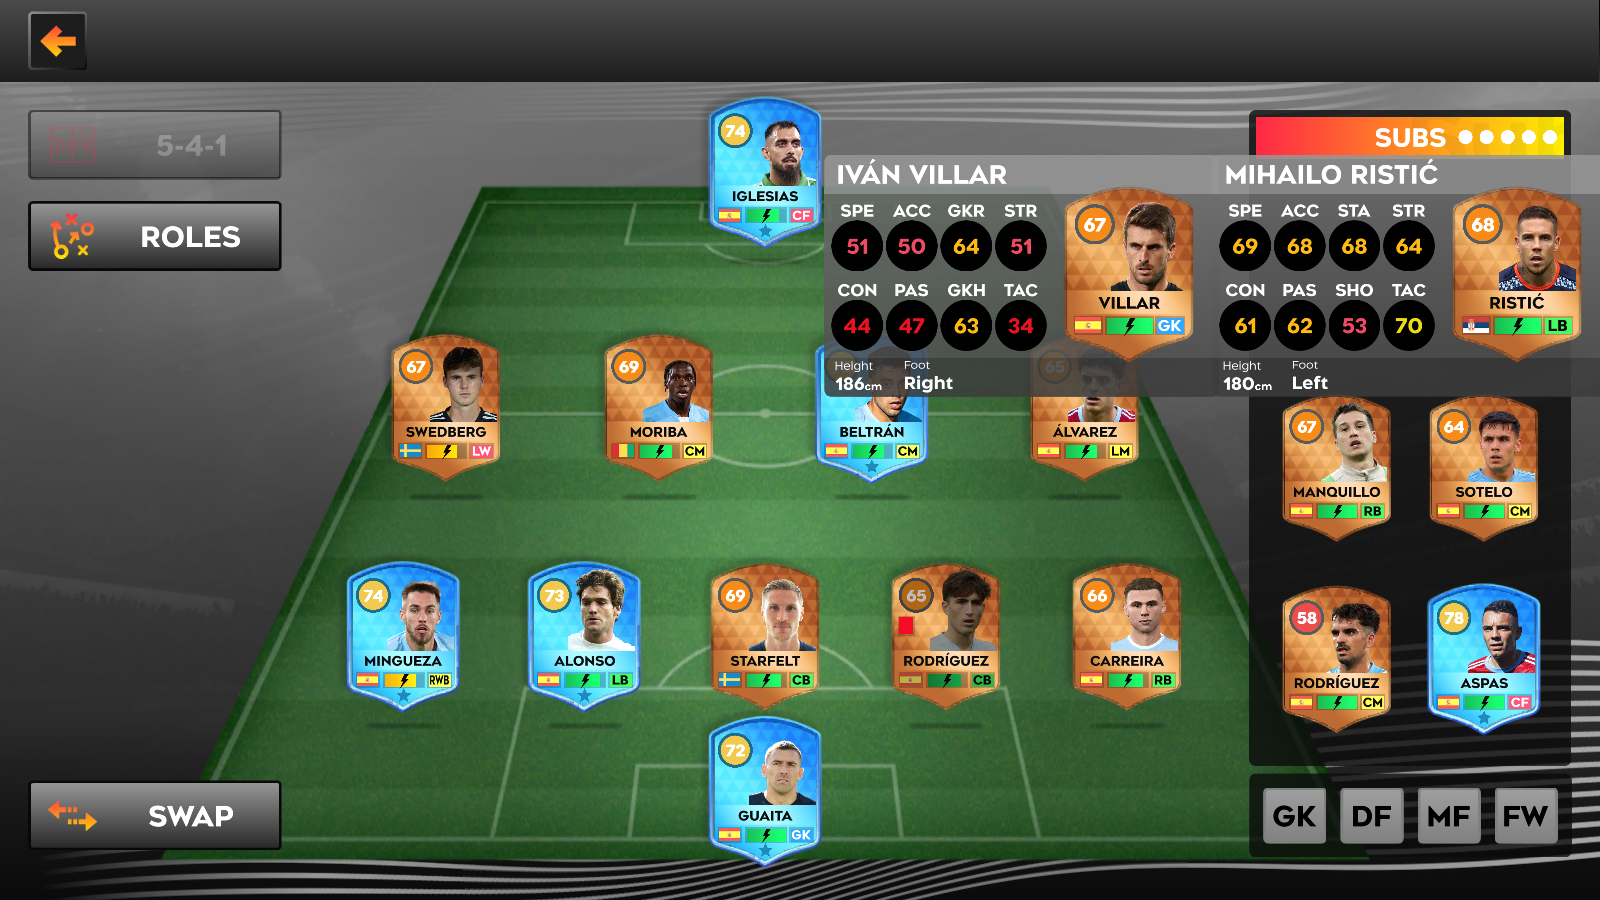 5-4-1
ROLES
SWAP
74
IGLESIAS
CF
IVÁN VILLAR
SPE ACC GKR STR
51 50 64 51
CON PAS GKH TAC
44 47 63 34
Height Foot
186cm Right
67
VILLAR
GK
SUBS
MIHAILO RISTIĆ
SPE ACC STA STR
69 68 68 64
CON PAS SHO TAC
61 62 53 70
Height Foot
180cm Left
68
RISTIĆ
LB
67
SWEDBERG
LW
69
MORIBA
CM
BELTRÁN
CM
65
ÁLVAREZ
LM
74
MINGUEZA
RWB
73
ALONSO
LB
69
STARFELT
CB
65
RODRÍGUEZ
CB
66
CARREIRA
RB
72
GUAITA
GK
67
MANQUILLO
RB
64
SOTELO
CM
58
RODRÍGUEZ
CM
78
ASPAS
CF
GK DF MF FW